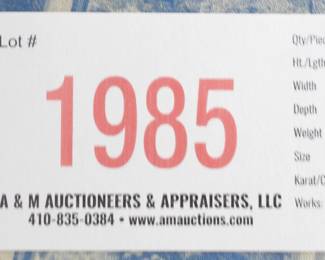 Lot #
1985
A & M AUCTIONEERS & APPRAISERS, LLC
410-835-0384 • www.amauctions.com
Qty/Pie
Ht./Lgth
Width
Depth
Weight
Size
Karat/C
Works